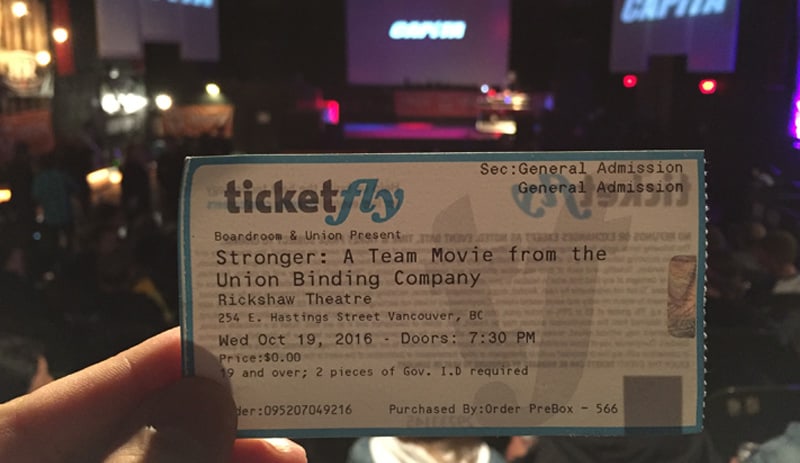 CAPITA
CAPITA
Sec:General Admission
General Admission
ticketfly
Boardroom & Union Present
Stronger: A Team Movie from the
Union Binding Company
Rickshaw Theatre
254 E. Hastings Street Vancouver, BC
Wed Oct 19, 2016 - Doors: 7:30 PM
Price:$0.00
19 and over; 2 pieces of Gov. I.D required
der:095207049216 Purchased By:Order PreBox - 566